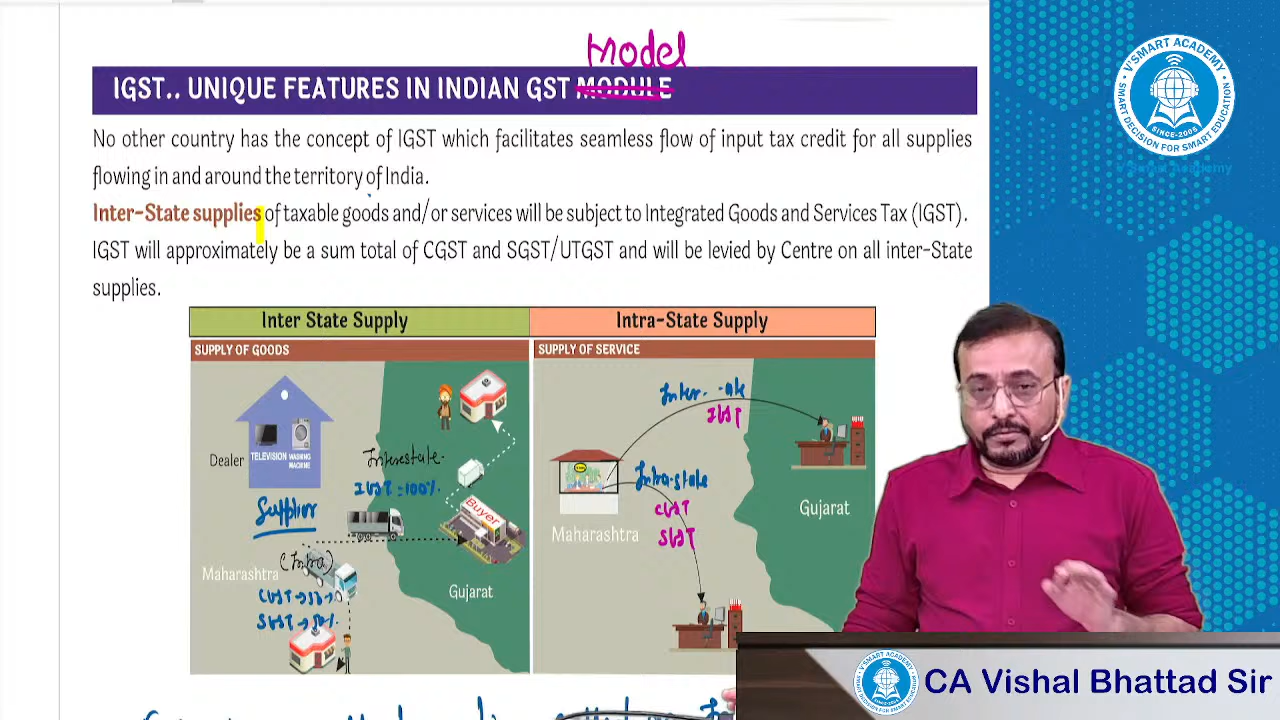 Model
IGST.. UNIQUE FEATURES IN INDIAN GST MODULE
No other country has the concept of IGST which facilitates seamless flow of input tax credit for all supplies
flowing in and around the territory of India.
Inter-State supplies of taxable goods and/or services will be subject to Integrated Goods and Services Tax (IGST).
IGST will approximately be a sum total of CGST and SGST/UTGST and will be levied by Centre on all inter-State
supplies.
Inter State Supply
SUPPLY OF GOODS
Dealer
TELEVISION
WASHING
MACHINE
Supplier
Interestate
IGST = 100%
Buyer
(Intra)
Maharashtra
CGST →
SGST → 50%
Gujarat
Intra-State Supply
SUPPLY OF SERVICE
Inter
IGST
Intra-state
CGST
SGST
Maharashtra
Gujarat
V'SMART ACADEMY
SMART DECISION FOR SMART EDUCATION
SINCE-2005
V'Smart Academy
V'SMART ACADEMY
CA Vishal Bhattad Sir